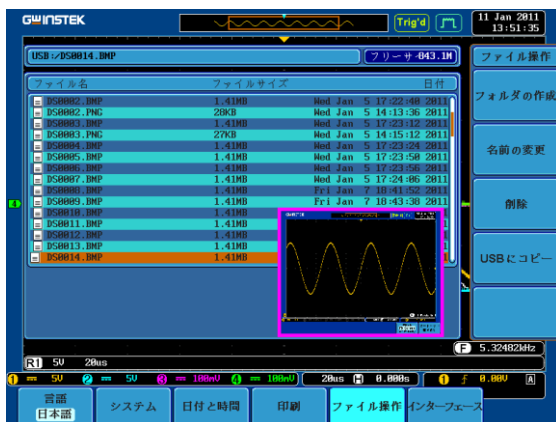 GWINSTEK
Trig'd
11 Jan 2011
13:51:35
USB:/DS0014.BMP
フリーサ 843.1M
ファイル操作
ファイル名 ファイルサイズ 日付
DS0002.BMP 1.41MB Wed Jan 5 17:22:40 2011
DS0002.PNG 28KB Wed Jan 5 14:13:36 2011
DS0003.BMP 1.41MB Wed Jan 5 17:23:12 2011
DS0003.PNG 27KB Wed Jan 5 14:15:12 2011
DS0004.BMP 1.41MB Wed Jan 5 17:23:24 2011
DS0005.BMP 1.41MB Wed Jan 5 17:23:50 2011
DS0006.BMP 1.41MB Wed Jan 5 17:23:56 2011
DS0007.BMP 1.41MB Wed Jan 5 17:24:06 2011
DS0008.BMP 1.41MB Fri Jan 7 18:41:52 2011
DS0009.BMP 1.41MB Fri Jan 7 18:43:38 2011
DS0010.BMP 1.41MB
DS0011.BMP 1.41MB
DS0012.BMP 1.41MB
DS0013.BMP 1.41MB
DS0014.BMP 1.41MB
フォルダの作成
名前の変更
削除
USBにコピー
4
F 5.32482kHz
R1 5V 20us
1 5V 2 5V 3 100mV 4 100mV 20us H 0.000s 1 0.00V A
言語
日本語
システム
日付と時間
印刷
ファイル操作
インターフェース